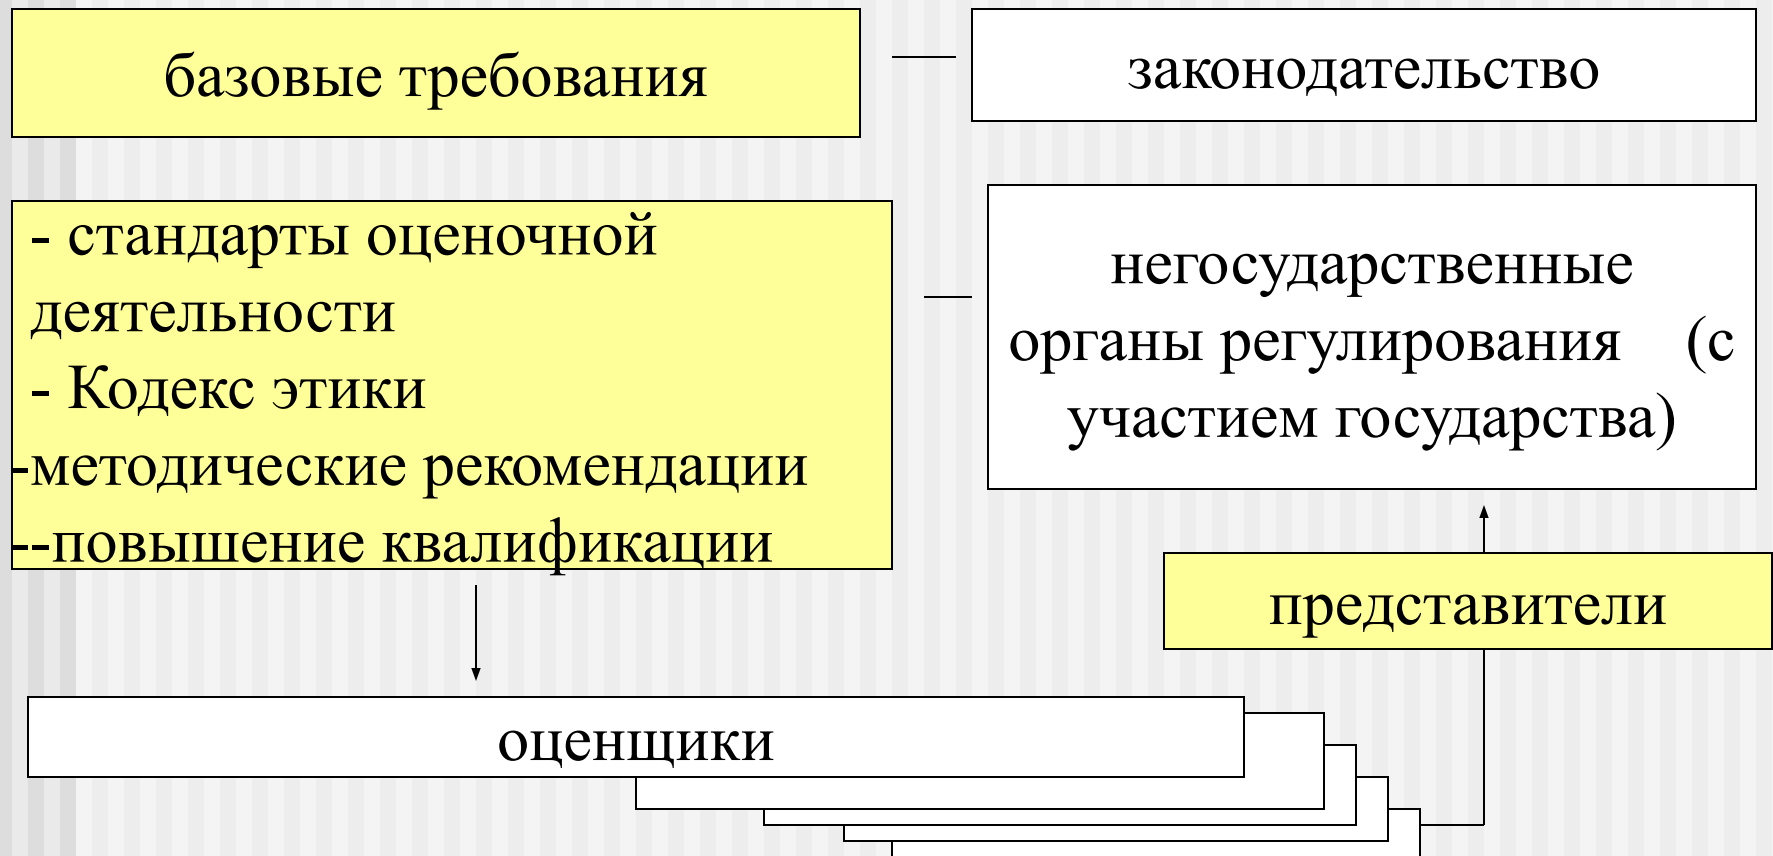 базовые требования
законодательство
- стандарты оценочной
деятельности
- Кодекс этики
-методические рекомендации
--повышение квалификации
негосударственные
органы регулирования (с
участием государства)
представители
оценщики